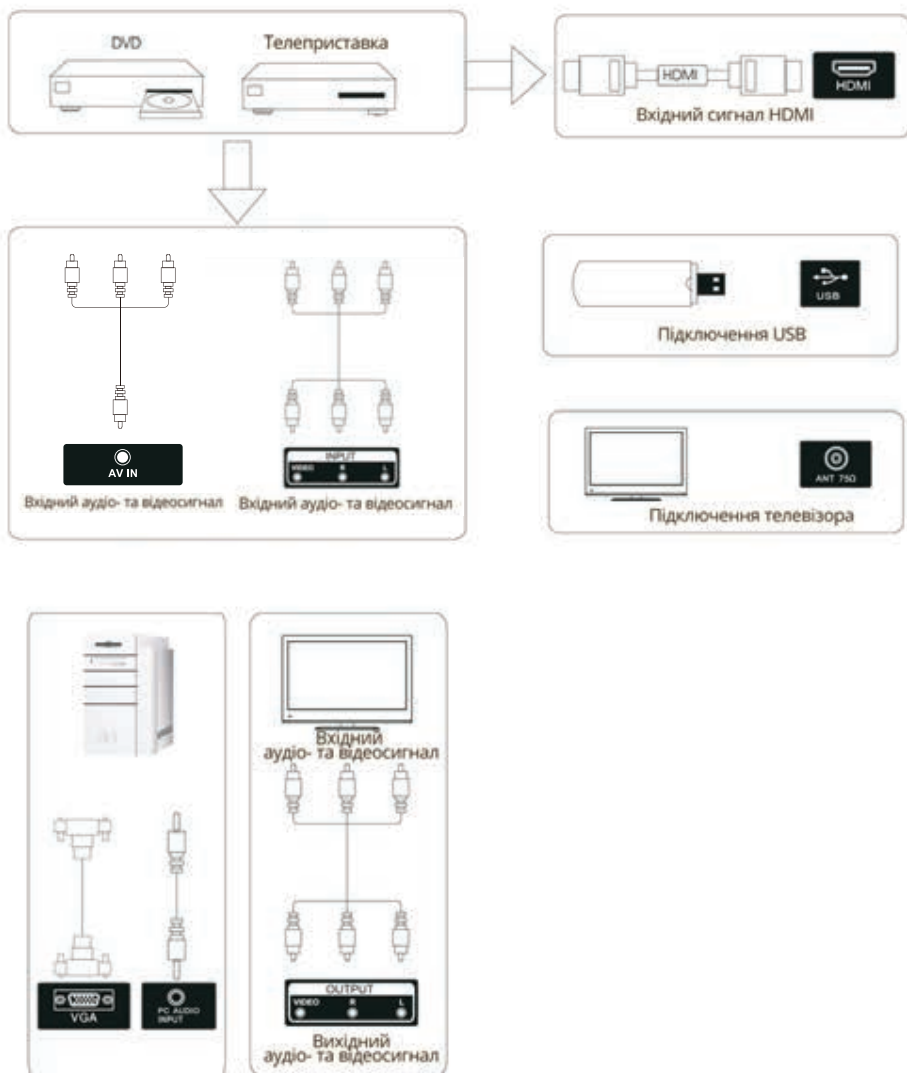 DVD
Телеприставка
HDMI
HDMI
Вхідний сигнал HDMI
AV IN
Вхідний аудіо- та відеосигнал
INPUT
VIDEO R L
Вхідний аудіо- та відеосигнал
USB
Підключення USB
ANT 75Ω
Підключення телевізора
VGA
PC AUDIO
INPUT
Вхідний
аудіо- та відеосигнал
OUTPUT
VIDEO R L
Вихідний
аудіо- та відеосигнал